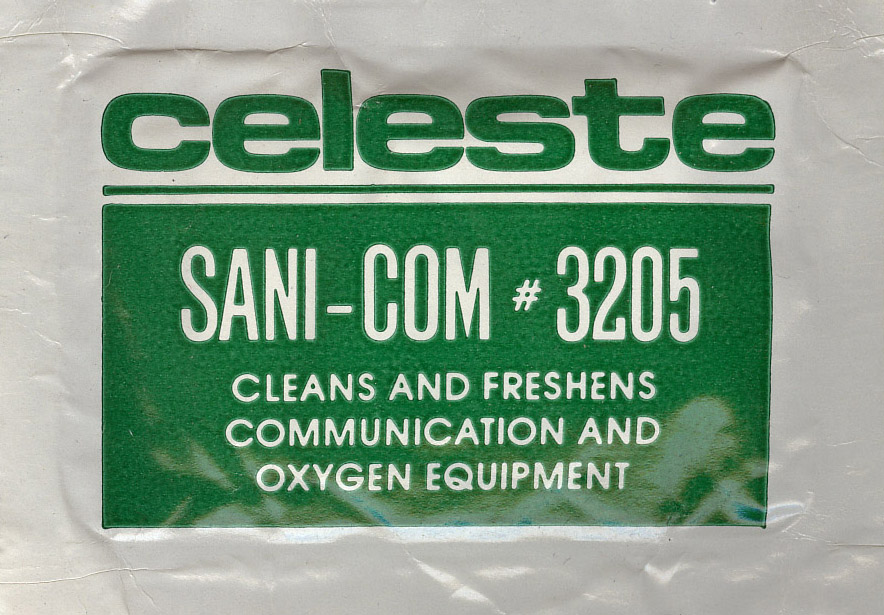 celeste
SANI-COM # 3205
CLEANS AND FRESHENS
COMMUNICATION AND
OXYGEN EQUIPMENT